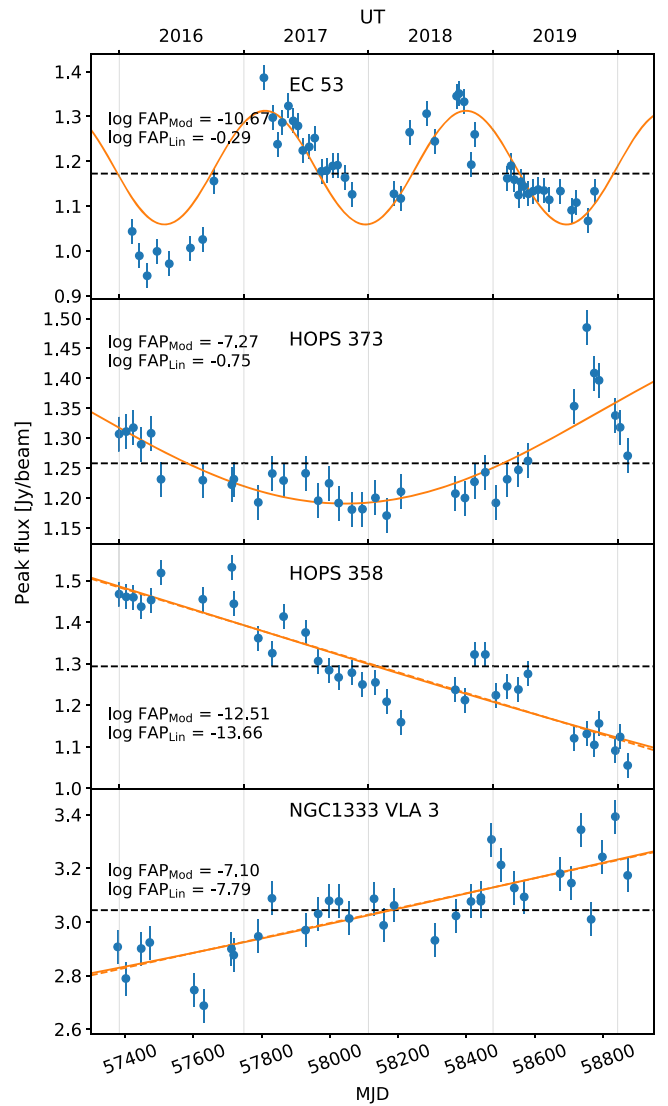 UT
2016 2017 2018 2019
EC 53
log FAP_Mod = -10.67
log FAP_Lin = -0.29
1.4
1.3
1.2
1.1
1.0
0.9
HOPS 373
log FAP_Mod = -7.27
log FAP_Lin = -0.75
1.50
1.45
1.40
1.35
1.30
1.25
1.20
1.15
Peak flux [Jy/beam]
HOPS 358
1.5
1.4
1.3
1.2
1.1
1.0
log FAP_Mod = -12.51
log FAP_Lin = -13.66
NGC1333 VLA 3
log FAP_Mod = -7.10
log FAP_Lin = -7.79
3.4
3.2
3.0
2.8
2.6
57400 57600 57800 58000 58200 58400 58600 58800
MJD